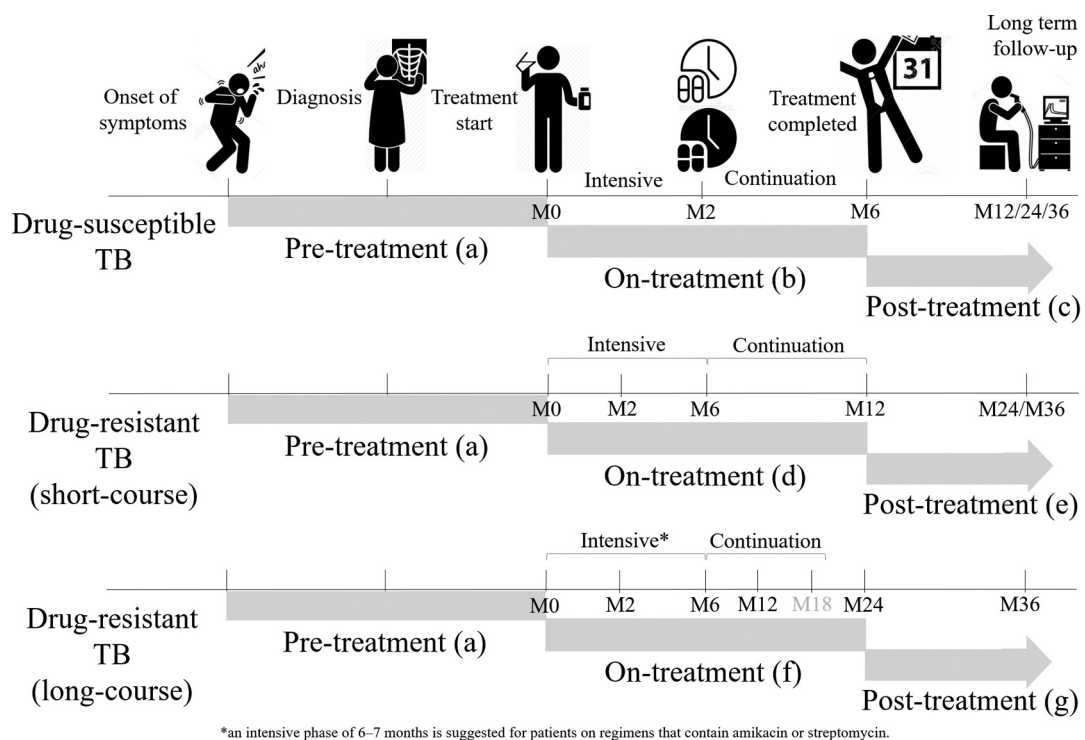 Long term
follow-up
ah!
31
Onset of
symptoms
Diagnosis
Treatment
start
Treatment
completed
Intensive
Continuation
M0
M2
M6
M12/24/36
Drug-susceptible
TB
Pre-treatment (a)
On-treatment (b)
Post-treatment (c)
Intensive
Continuation
M0
M2
M6
M12
M24/M36
Drug-resistant
TB
(short-course)
Pre-treatment (a)
On-treatment (d)
Post-treatment (e)
Intensive*
Continuation
M0
M2
M6
M12
M18
M24
M36
Drug-resistant
TB
(long-course)
Pre-treatment (a)
On-treatment (f)
Post-treatment (g)
*an intensive phase of 6–7 months is suggested for patients on regimens that contain amikacin or streptomycin.